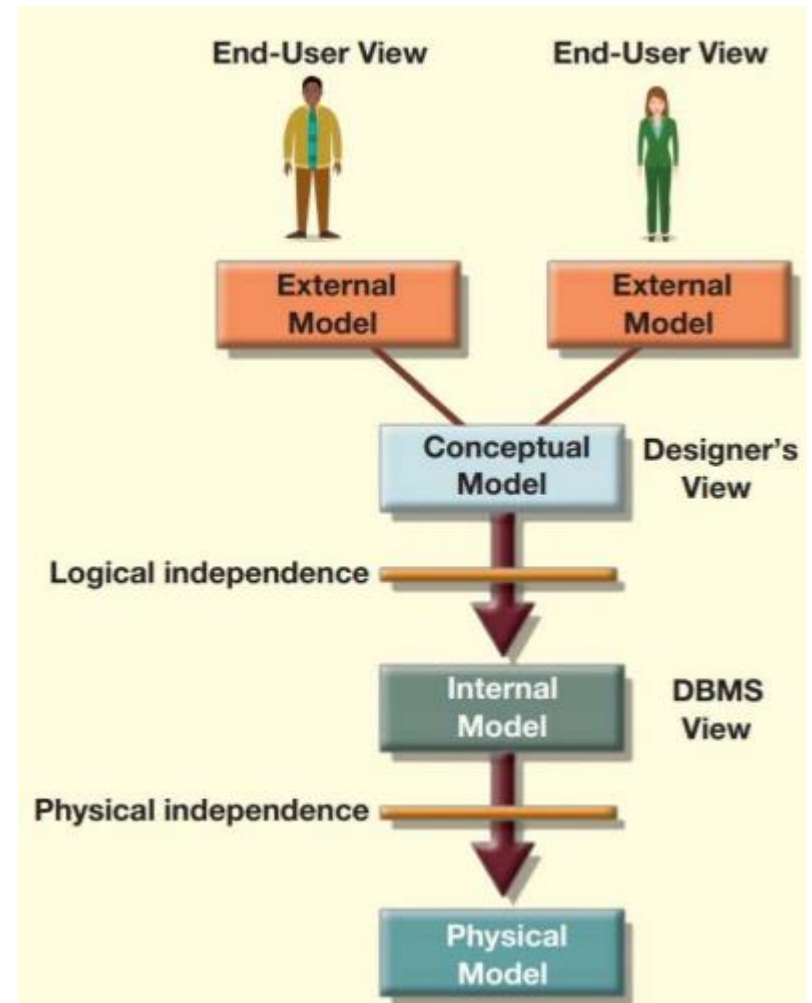 End-User View
End-User View
External
Model
External
Model
Conceptual
Model
Designer's
View
Logical independence
Internal
Model
DBMS
View
Physical independence
Physical
Model